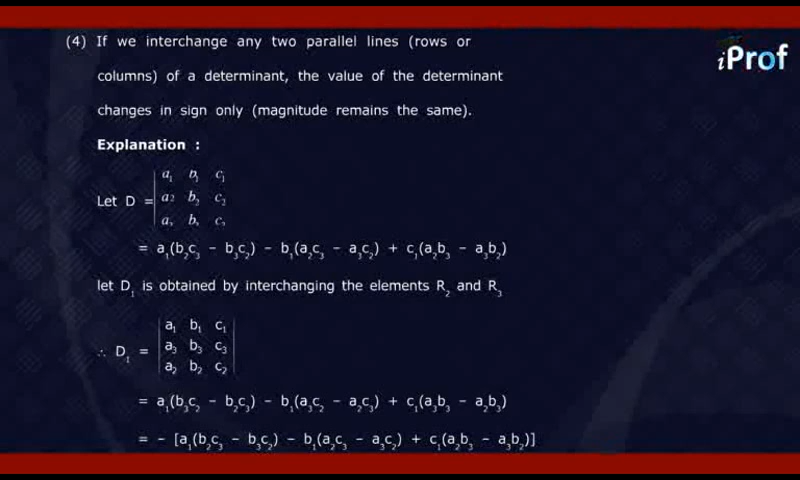 (4) If we interchange any two parallel lines (rows or
iProf
columns) of a determinant, the value of the determinant
changes in sign only (magnitude remains the same).
Explanation :
a₁ b₁ c₁
Let D = a₂ b₂ c₂
a₃ b₃ c₃
= a₁(b₂c₃ − b₃c₂) − b₁(a₂c₃ − a₃c₂) + c₁(a₂b₃ − a₃b₂)
let D₁ is obtained by interchanging the elements R₂ and R₃
a₁ b₁ c₁
∴ D₁ = a₃ b₃ c₃
a₂ b₂ c₂
= a₁(b₃c₂ − b₂c₃) − b₁(a₃c₂ − a₂c₃) + c₁(a₃b₃ − a₂b₃)
= − [a₁(b₂c₃ − b₃c₂) − b₁(a₂c₃ − a₃c₂) + c₁(a₂b₃ − a₃b₂)]